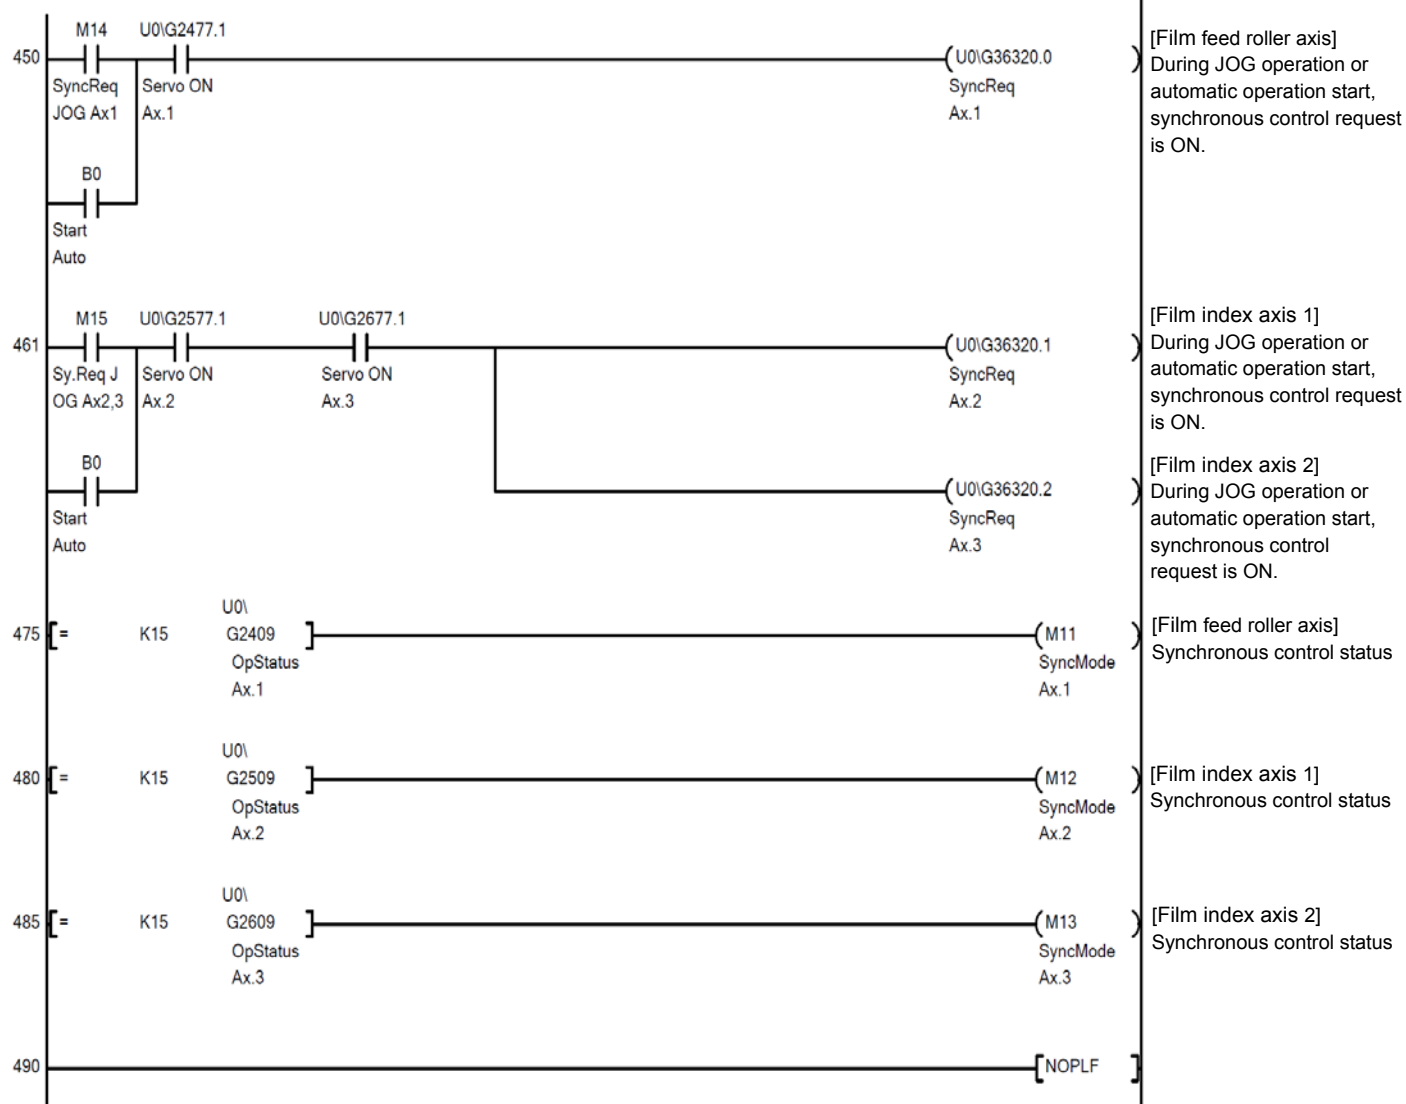 M14 U0\G2477.1
450 (U0\G36320.0 )
SyncReq Servo ON SyncReq
JOG Ax1 Ax.1 Ax.1
B0
Start
Auto
[Film feed roller axis]
During JOG operation or
automatic operation start,
synchronous control request
is ON.
M15 U0\G2577.1 U0\G2677.1
461 (U0\G36320.1 )
Sy.Req J Servo ON Servo ON SyncReq
OG Ax2,3 Ax.2 Ax.3 Ax.2
[Film index axis 1]
During JOG operation or
automatic operation start,
synchronous control request
is ON.
B0
(U0\G36320.2 )
Start SyncReq
Auto Ax.3
[Film index axis 2]
During JOG operation or
automatic operation start,
synchronous control
request is ON.
U0\
475 [= K15 G2409 ] (M11 )
OpStatus SyncMode
Ax.1 Ax.1
[Film feed roller axis]
Synchronous control status
U0\
480 [= K15 G2509 ] (M12 )
OpStatus SyncMode
Ax.2 Ax.2
[Film index axis 1]
Synchronous control status
U0\
485 [= K15 G2609 ] (M13 )
OpStatus SyncMode
Ax.3 Ax.3
[Film index axis 2]
Synchronous control status
490 [NOPLF ]